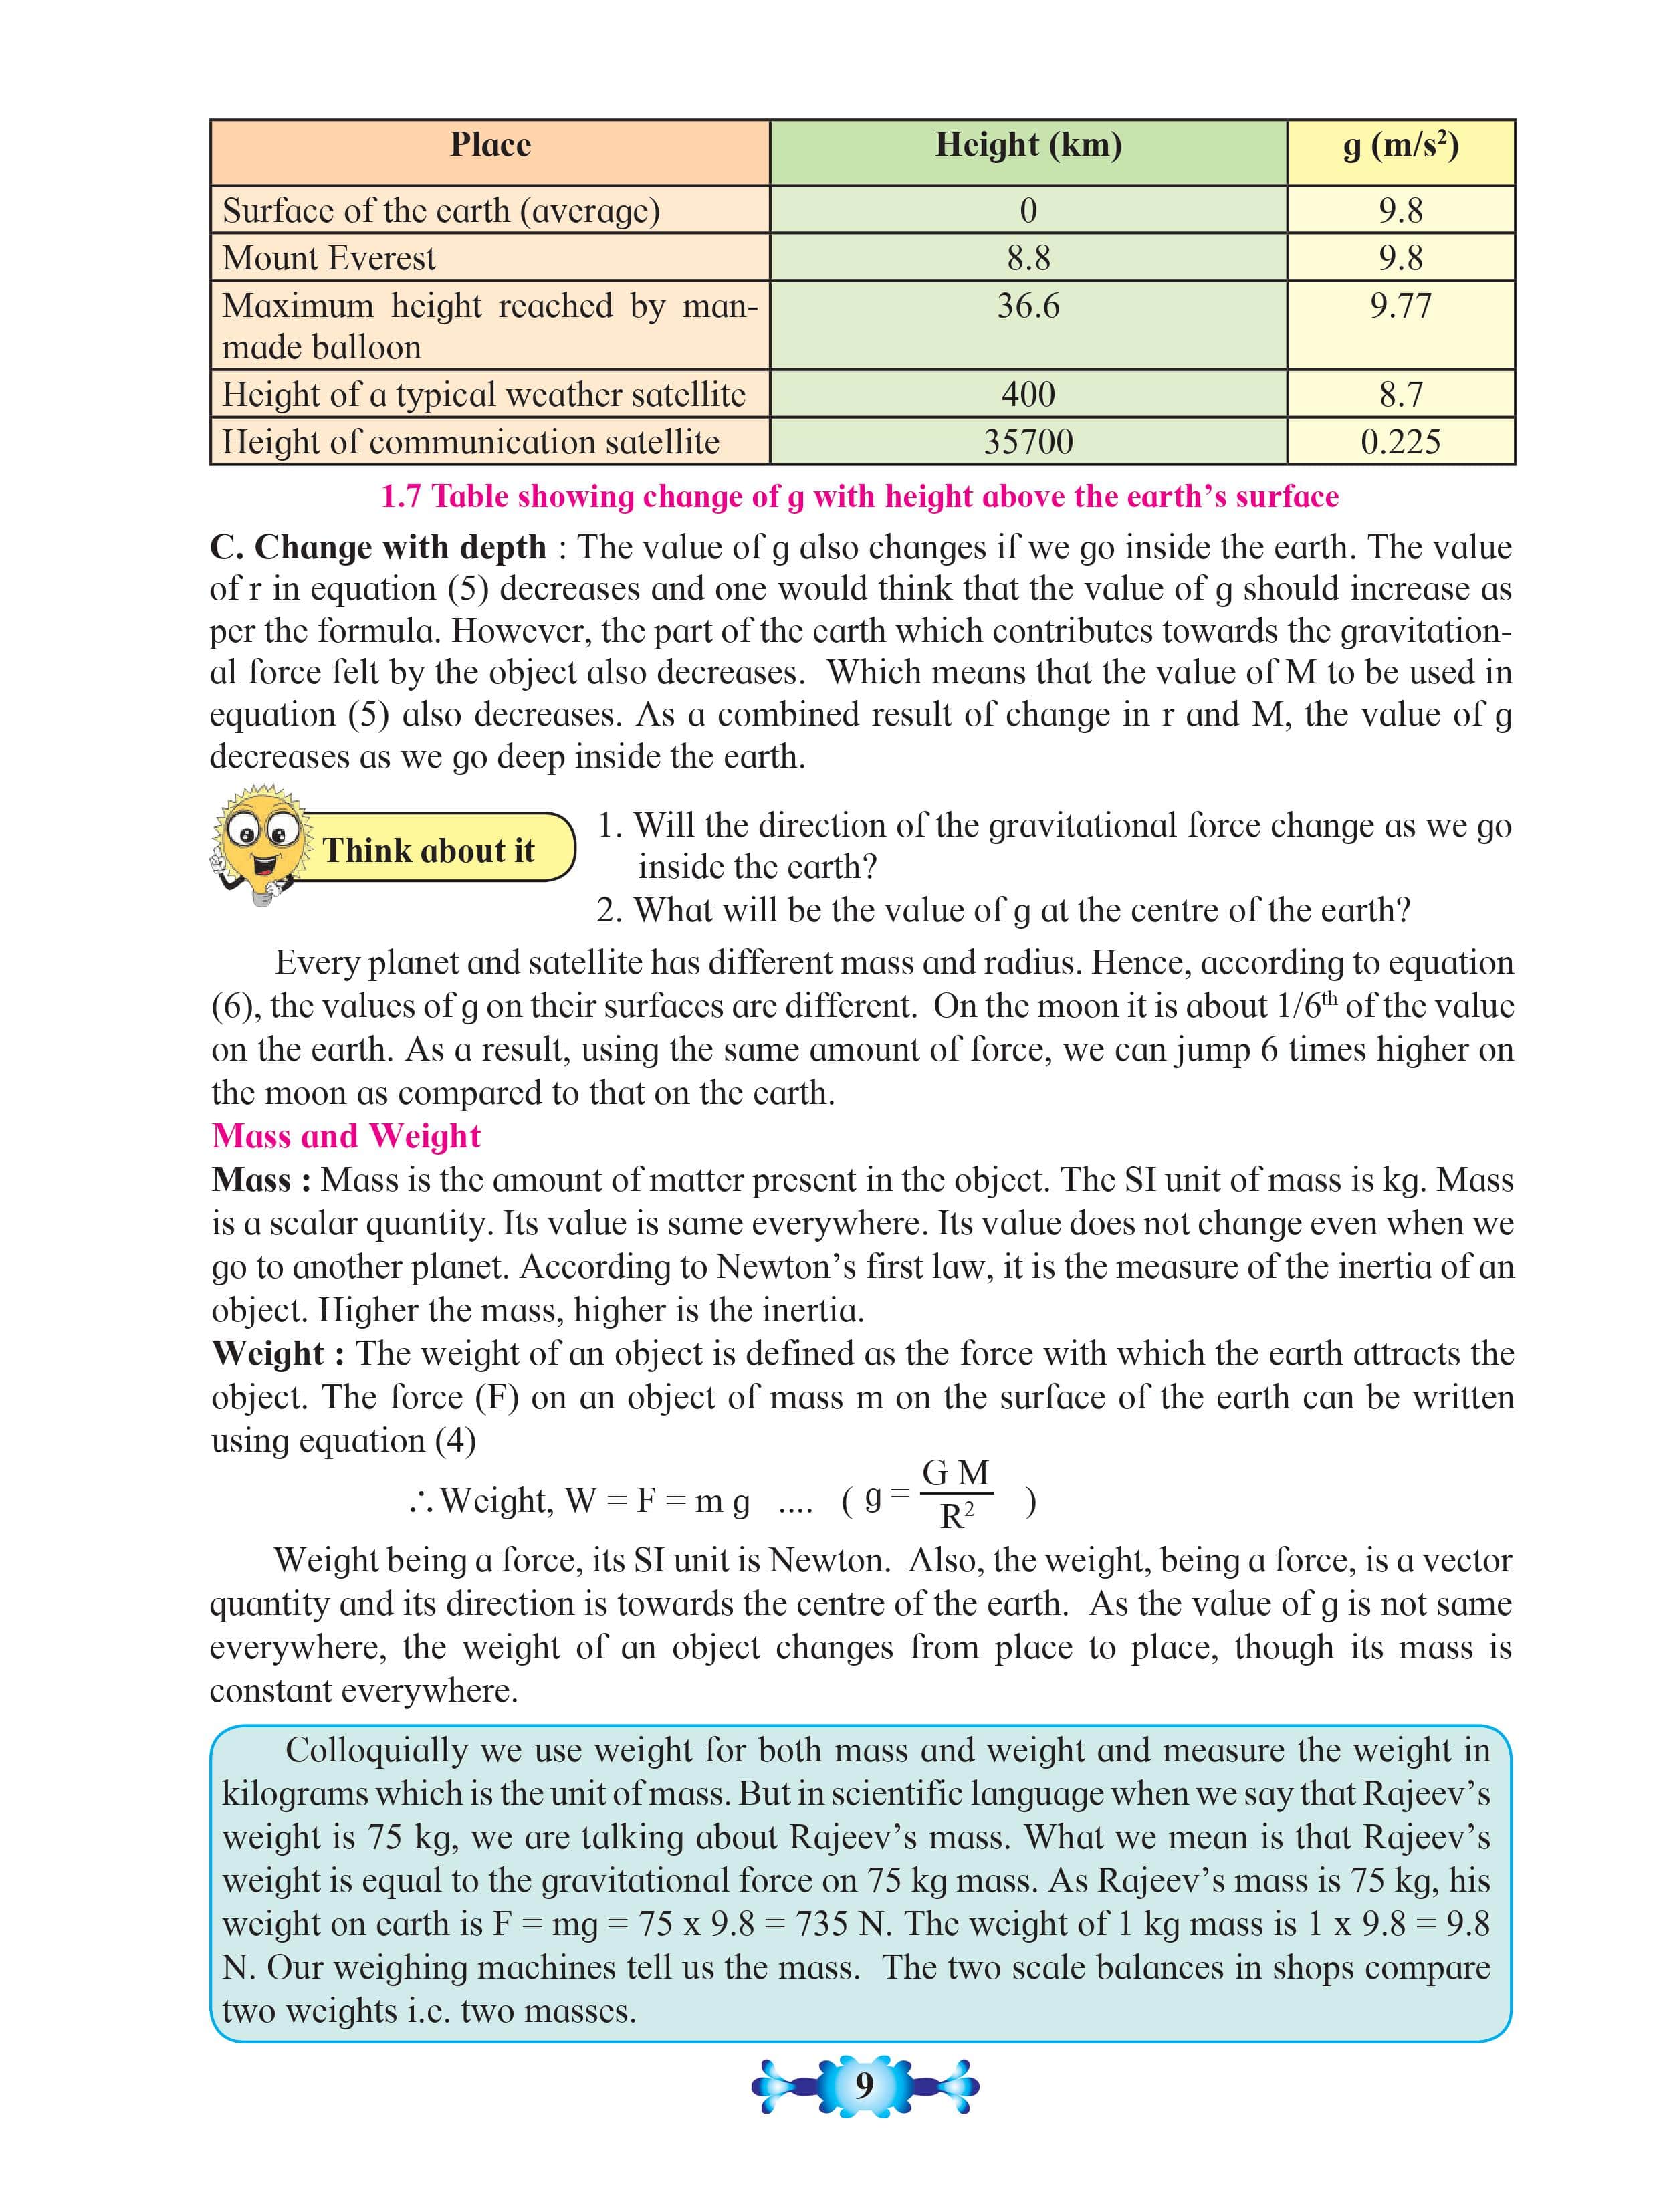 Place Height (km) g (m/s²)
Surface of the earth (average) 0 9.8
Mount Everest 8.8 9.8
Maximum height reached by man- 36.6 9.77
made balloon
Height of a typical weather satellite 400 8.7
Height of communication satellite 35700 0.225
1.7 Table showing change of g with height above the earth’s surface
C. Change with depth : The value of g also changes if we go inside the earth. The value
of r in equation (5) decreases and one would think that the value of g should increase as
per the formula. However, the part of the earth which contributes towards the gravitation-
al force felt by the object also decreases. Which means that the value of M to be used in
equation (5) also decreases. As a combined result of change in r and M, the value of g
decreases as we go deep inside the earth.
Think about it
1. Will the direction of the gravitational force change as we go
inside the earth?
2. What will be the value of g at the centre of the earth?
Every planet and satellite has different mass and radius. Hence, according to equation
(6), the values of g on their surfaces are different. On the moon it is about 1/6th of the value
on the earth. As a result, using the same amount of force, we can jump 6 times higher on
the moon as compared to that on the earth.
Mass and Weight
Mass : Mass is the amount of matter present in the object. The SI unit of mass is kg. Mass
is a scalar quantity. Its value is same everywhere. Its value does not change even when we
go to another planet. According to Newton’s first law, it is the measure of the inertia of an
object. Higher the mass, higher is the inertia.
Weight : The weight of an object is defined as the force with which the earth attracts the
object. The force (F) on an object of mass m on the surface of the earth can be written
using equation (4)
∴ Weight, W = F = m g .... ( g = G M / R² )
Weight being a force, its SI unit is Newton. Also, the weight, being a force, is a vector
quantity and its direction is towards the centre of the earth. As the value of g is not same
everywhere, the weight of an object changes from place to place, though its mass is
constant everywhere.
Colloquially we use weight for both mass and weight and measure the weight in
kilograms which is the unit of mass. But in scientific language when we say that Rajeev’s
weight is 75 kg, we are talking about Rajeev’s mass. What we mean is that Rajeev’s
weight is equal to the gravitational force on 75 kg mass. As Rajeev’s mass is 75 kg, his
weight on earth is F = mg = 75 x 9.8 = 735 N. The weight of 1 kg mass is 1 x 9.8 = 9.8
N. Our weighing machines tell us the mass. The two scale balances in shops compare
two weights i.e. two masses.
9